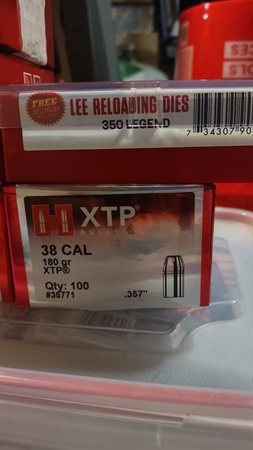 FREE
LEE RELOADING DIES
350 LEGEND
7 34307 90
H XTP
BULLETS
38 CAL
180 gr
XTP®
Qty: 100
#35771
.357"